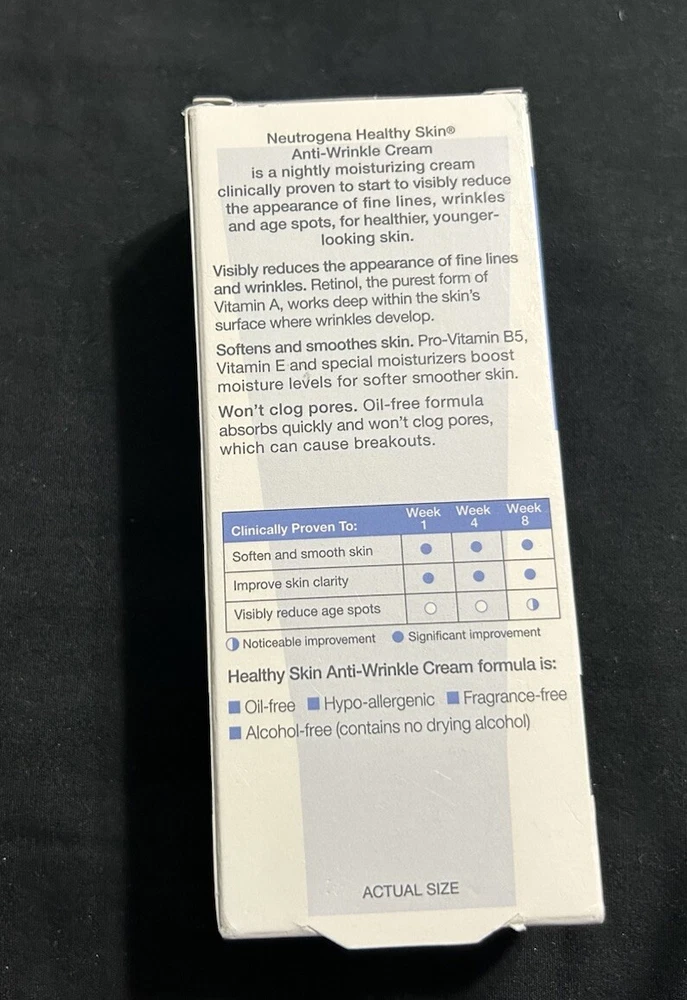 Neutrogena Healthy Skin®
Anti-Wrinkle Cream
is a nightly moisturizing cream
clinically proven to start to visibly reduce
the appearance of fine lines, wrinkles
and age spots, for healthier, younger-
looking skin.
Visibly reduces the appearance of fine lines
and wrinkles. Retinol, the purest form of
Vitamin A, works deep within the skin's
surface where wrinkles develop.
Softens and smoothes skin. Pro-Vitamin B5,
Vitamin E and special moisturizers boost
moisture levels for softer smoother skin.
Won't clog pores. Oil-free formula
absorbs quickly and won't clog pores,
which can cause breakouts.
Clinically Proven To: Week 1 Week 4 Week 8
Soften and smooth skin
Improve skin clarity
Visibly reduce age spots
Noticeable improvement Significant improvement
Healthy Skin Anti-Wrinkle Cream formula is:
Oil-free Hypo-allergenic Fragrance-free
Alcohol-free (contains no drying alcohol)
ACTUAL SIZE